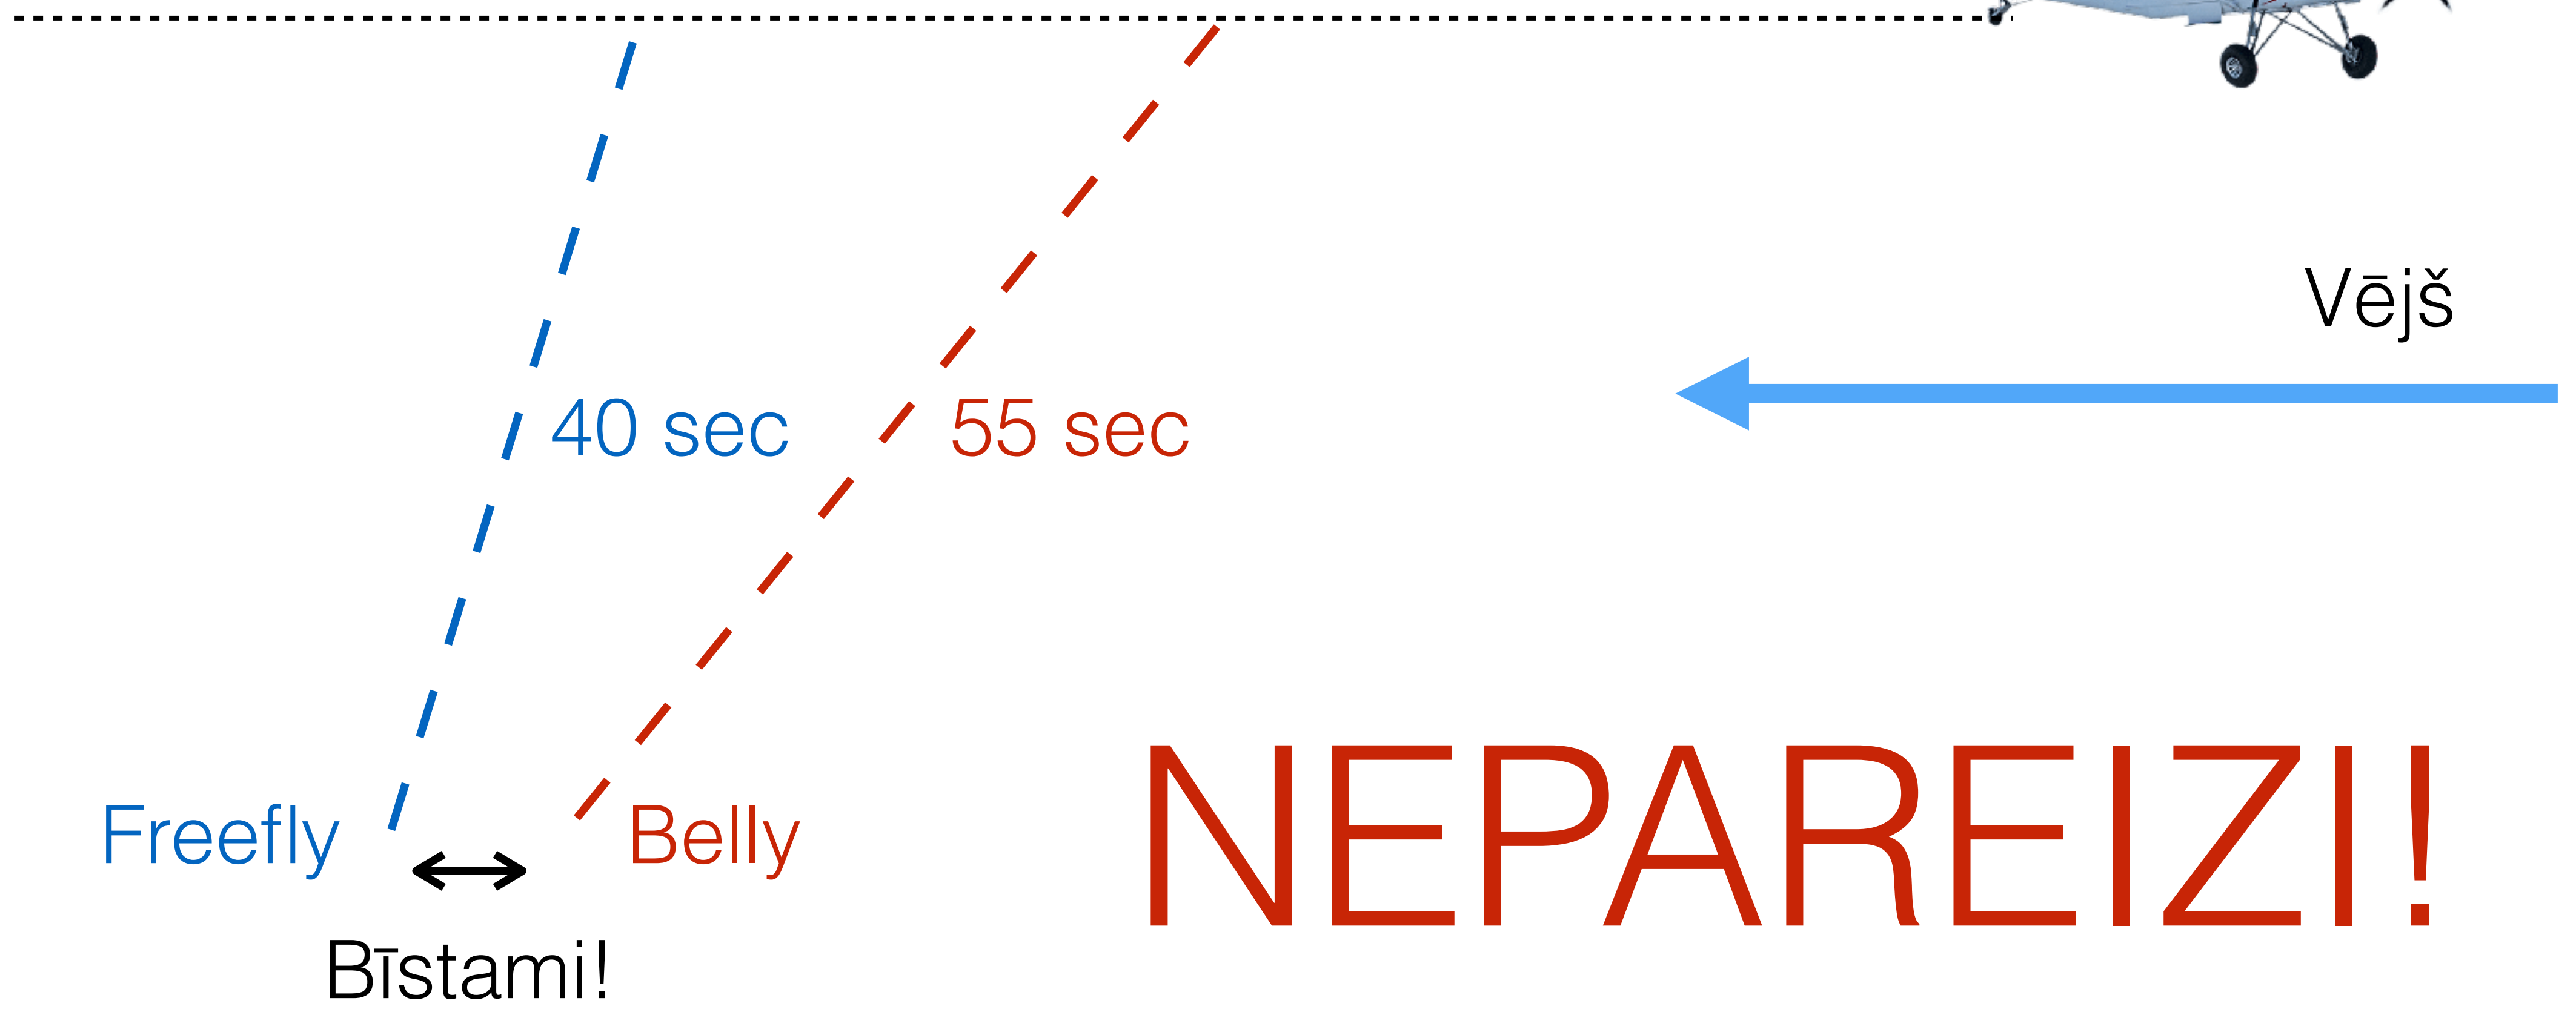 Vējš
40 sec
55 sec
Freefly
Belly
NEPAREIZI!
Bīstami!